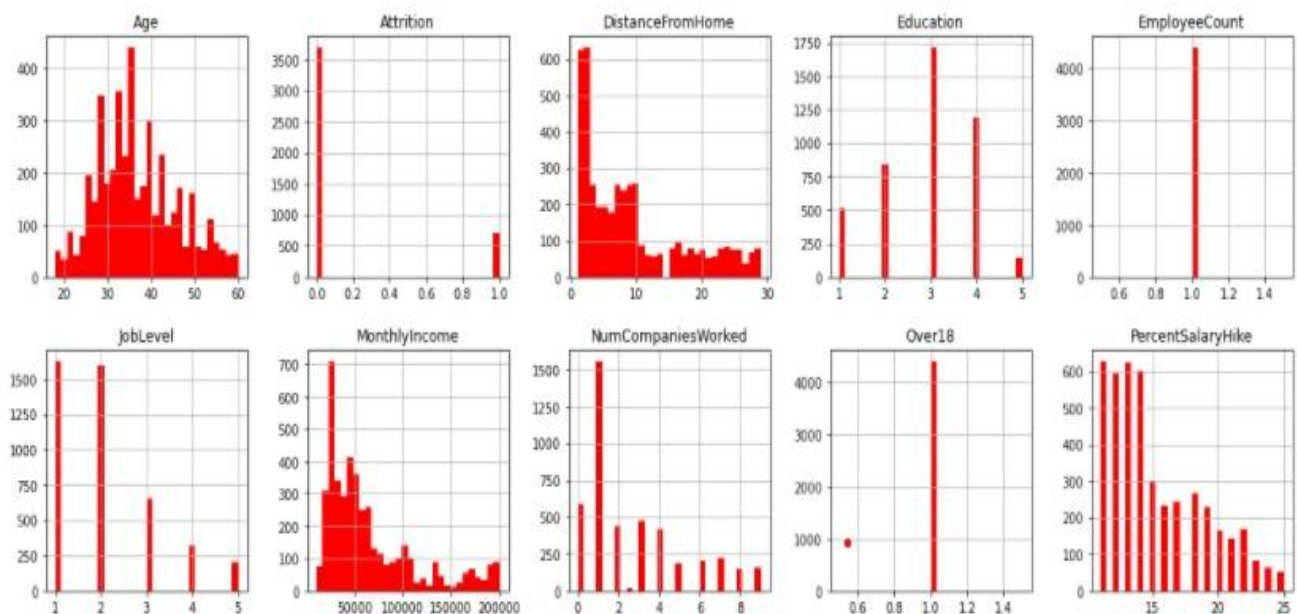 Age Attrition DistanceFromHome Education EmployeeCount
400 3500 600 1750 4000
300 3000 500 1500 3000
200 2500 400 1250 2000
100 2000 300 1000 1000
0 1500 200 750 0
1000 100 500
500 0 250
0 0
20 30 40 50 60 0.0 0.2 0.4 0.6 0.8 1.0 0 10 20 30 1 2 3 4 5 0.6 0.8 1.0 1.2 1.4
JobLevel MonthlyIncome NumCompaniesWorked Over18 PercentSalaryHike
1500 700 1500 4000 600
1250 600 1250 3000 500
1000 500 1000 2000 400
750 400 750 1000 300
500 300 500 0 200
250 200 250 100
0 100 0 0
0
1 2 3 4 5 50000 100000 150000 200000 0 2 4 6 8 0.6 0.8 1.0 1.2 1.4 15 20 25